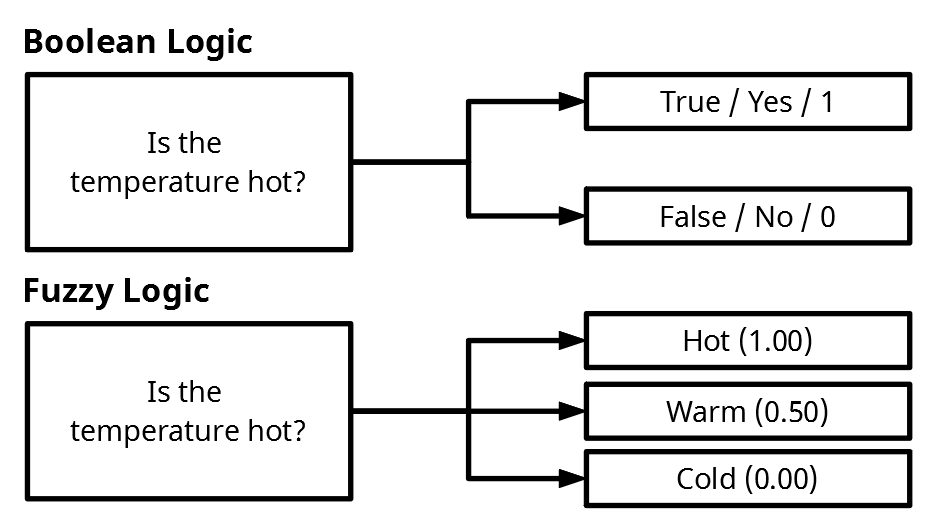 Boolean Logic
Is the
temperature hot?
True / Yes / 1
False / No / 0
Fuzzy Logic
Is the
temperature hot?
Hot (1.00)
Warm (0.50)
Cold (0.00)